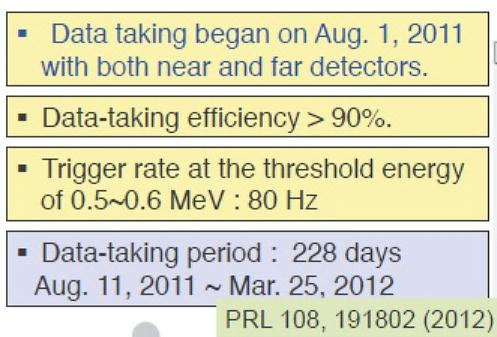 ▪ Data taking began on Aug. 1, 2011
with both near and far detectors.
▪ Data-taking efficiency > 90%.
▪ Trigger rate at the threshold energy
of 0.5~0.6 MeV : 80 Hz
▪ Data-taking period : 228 days
Aug. 11, 2011 ~ Mar. 25, 2012
PRL 108, 191802 (2012)